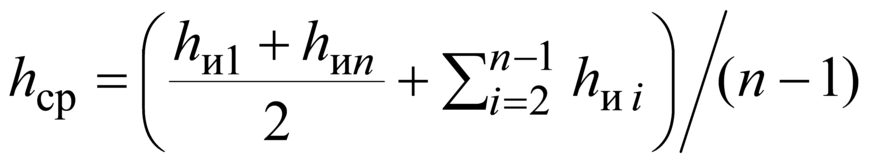 h_ср = ( (h_и1 + h_иn) / 2 + ∑_{i=2}^{n−1} h_и i ) / (n − 1)